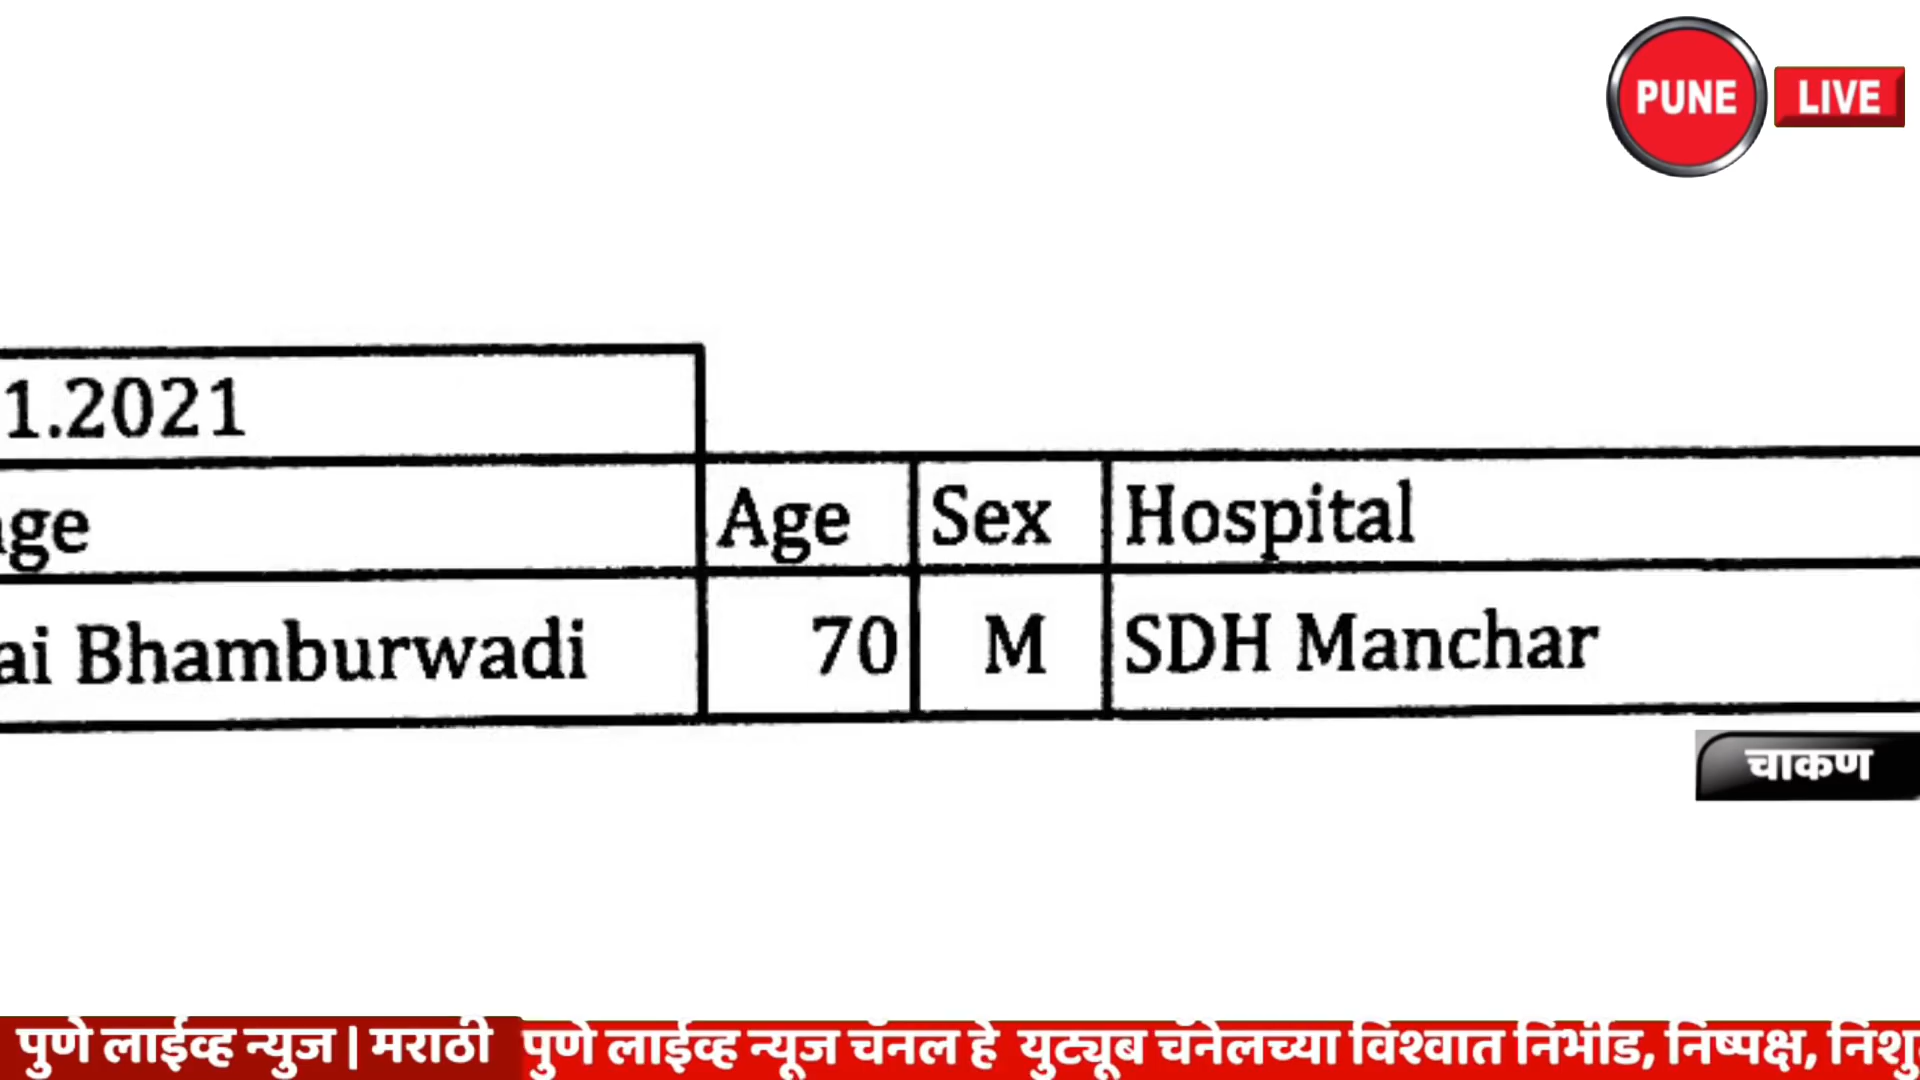 PUNE LIVE
1.2021
age Age Sex Hospital
ai Bhamburwadi 70 M SDH Manchar
चाकण
पुणे लाईव्ह न्युज | मराठी पुणे लाईव्ह न्यूज चॅनल हे युट्यूब चॅनेलच्या विश्वात निर्भीड, निष्पक्ष,